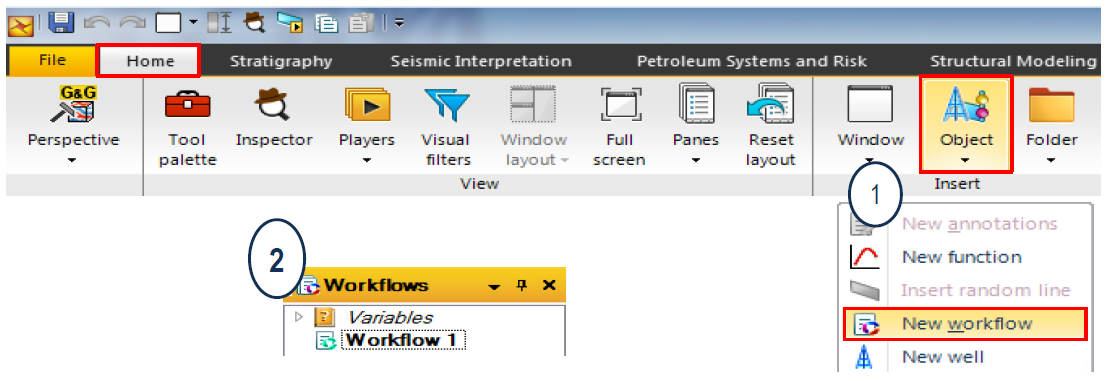 File Home Stratigraphy Seismic Interpretation Petroleum Systems and Risk Structural Modeling
G&G
Perspective Tool palette Inspector Players Visual filters Window layout Full screen Panes Reset layout Window Object Folder
View Insert
1
New annotations
New function
Insert random line
New workflow
New well
2
Workflows
Variables
Workflow 1